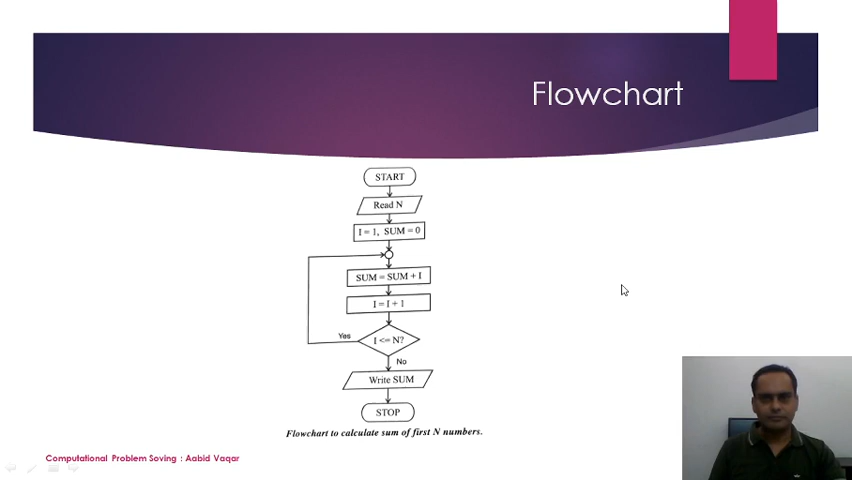 Flowchart
START
Read N
I = 1, SUM = 0
SUM = SUM + I
I = I + 1
Yes
I <= N?
No
Write SUM
STOP
Flowchart to calculate sum of first N numbers.
Computational Problem Soving : Aabid Vaqar